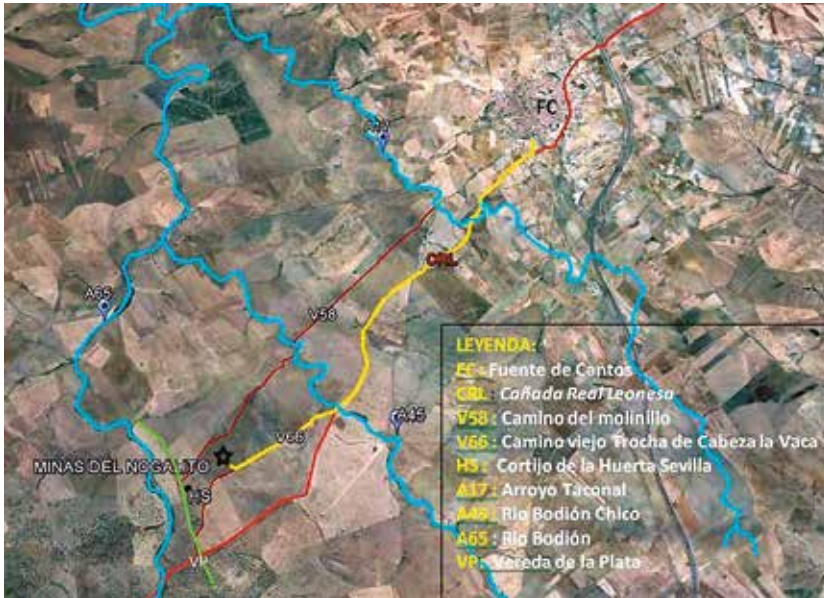 FC
A17
CRL
V58
A65
A45
V66
MINAS DEL NOGALITO
HS
VP
LEYENDA:
FC : Fuente de Cantos
CRL : Cañada Real Leonesa
V58 : Camino del molinillo
V66 : Camino viejo Trocha de Cabeza la Vaca
HS : Cortijo de la Huerta Sevilla
A17 : Arroyo Taconal
A45 : Rio Bodión Chico
A65 : Rio Bodión
VP: Vereda de la Plata